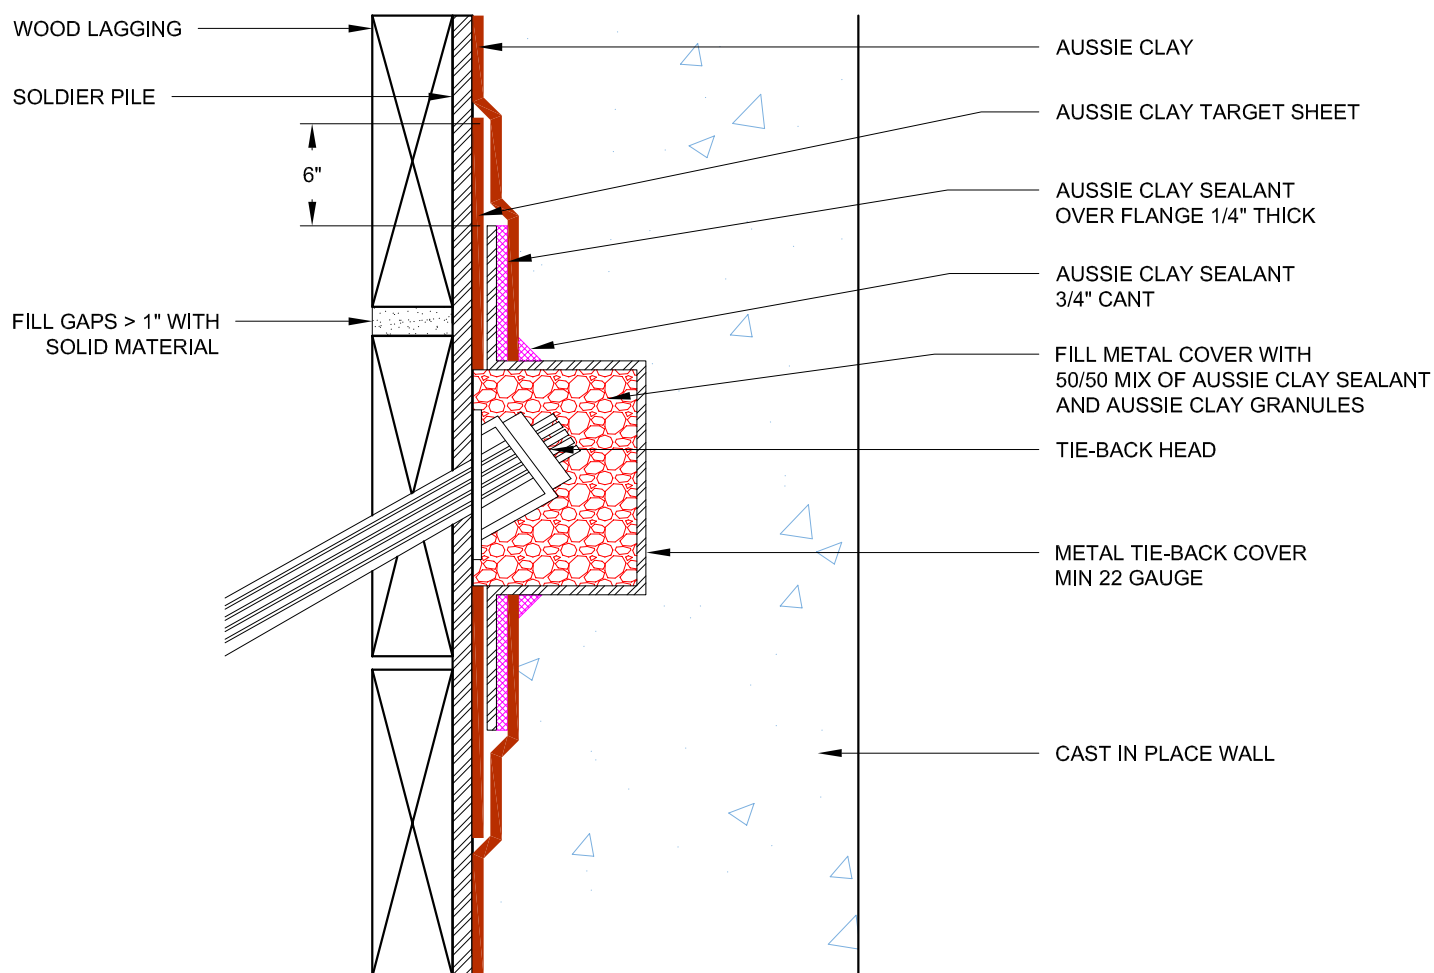 WOOD LAGGING
SOLDIER PILE
6"
FILL GAPS > 1" WITH
SOLID MATERIAL
AUSSIE CLAY
AUSSIE CLAY TARGET SHEET
AUSSIE CLAY SEALANT
OVER FLANGE 1/4" THICK
AUSSIE CLAY SEALANT
3/4" CANT
FILL METAL COVER WITH
50/50 MIX OF AUSSIE CLAY SEALANT
AND AUSSIE CLAY GRANULES
TIE-BACK HEAD
METAL TIE-BACK COVER
MIN 22 GAUGE
CAST IN PLACE WALL